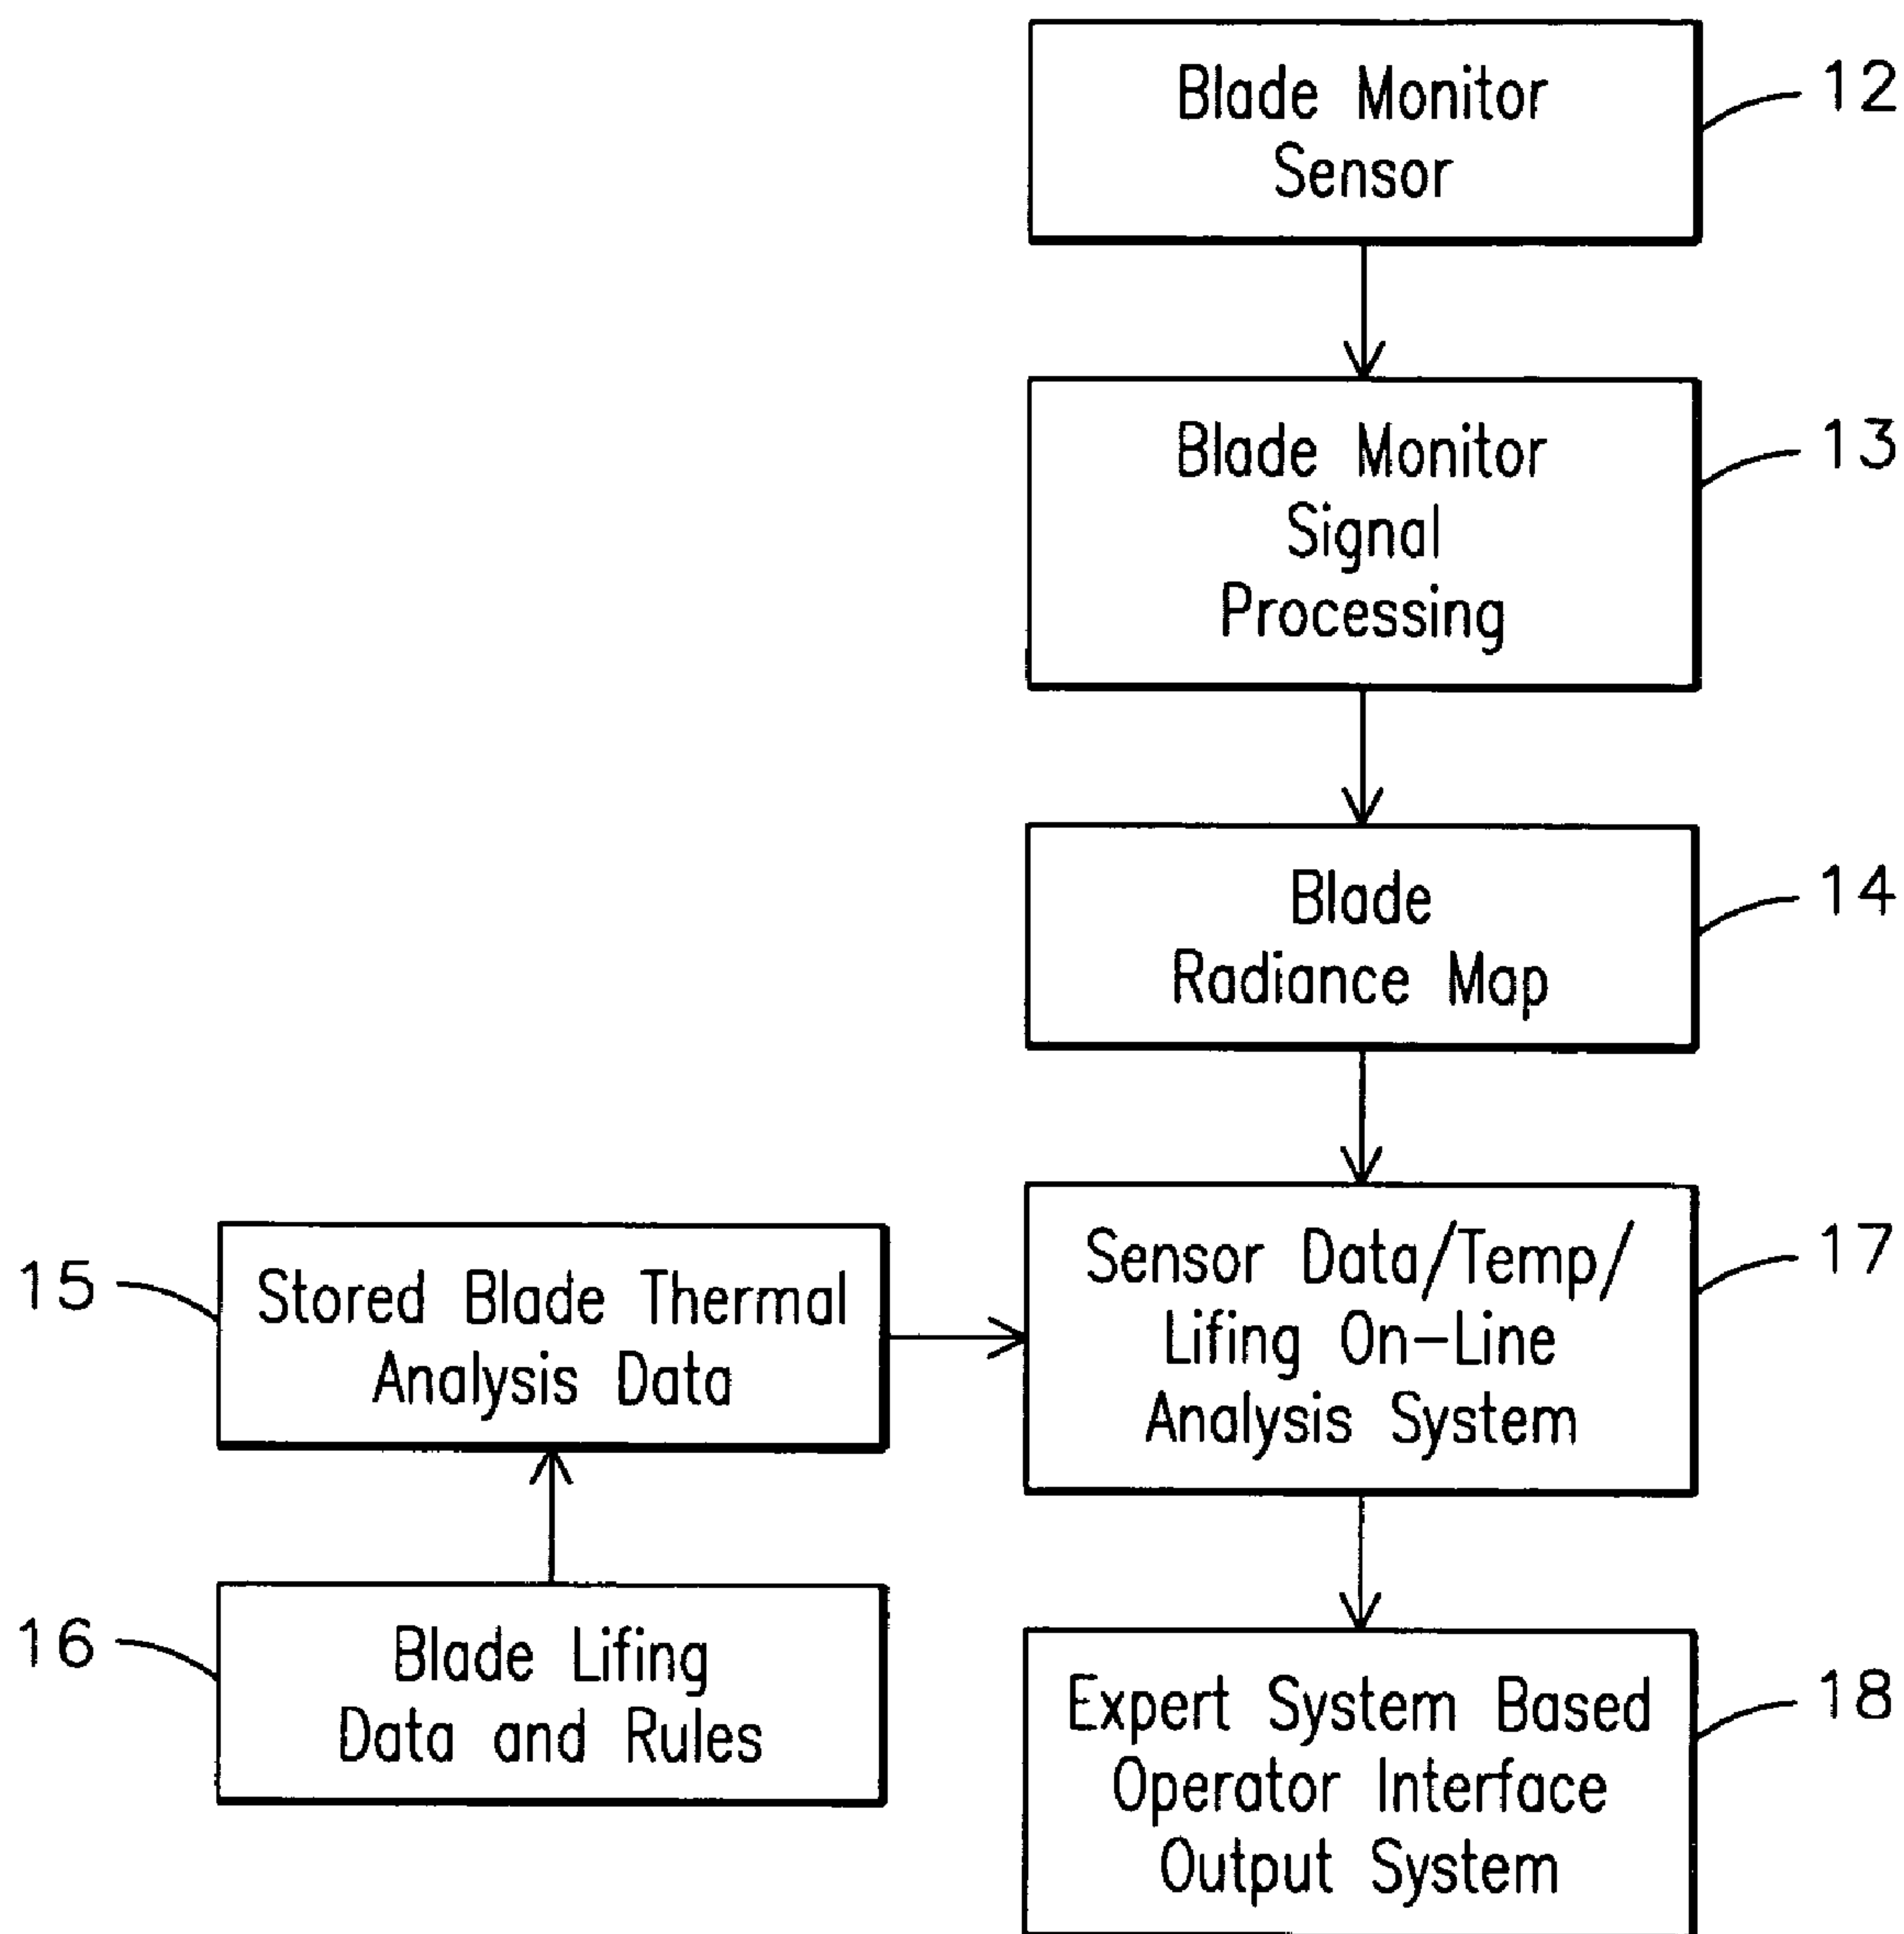 Blade Monitor
Sensor
12
Blade Monitor
Signal
Processing
13
Blade
Radiance Map
14
15
Stored Blade Thermal
Analysis Data
Sensor Data/Temp/
Lifing On-Line
Analysis System
17
16
Blade Lifing
Data and Rules
Expert System Based
Operator Interface
Output System
18